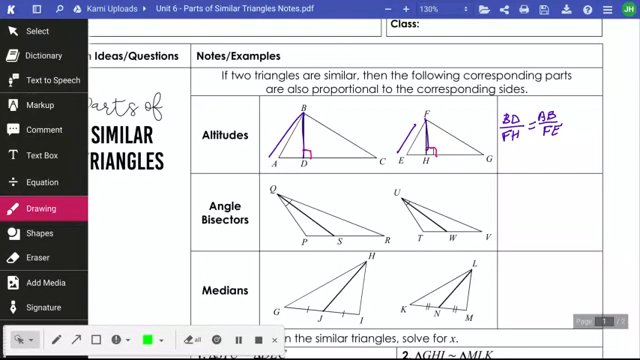 Kami Uploads ▸ Unit 6 - Parts of Similar Triangles Notes.pdf
130%
JH
Select
Dictionary
Text to Speech
Markup
Comment
Text Box
Equation
Drawing
Shapes
Eraser
Add Media
Signature
Class:
Ideas/Questions
Notes/Examples
If two triangles are similar, then the following corresponding parts
are also proportional to the corresponding sides.
Parts of
SIMILAR
TRIANGLES
Altitudes
B
A D C
F
E H G
BD/FH = AB/FE
Angle
Bisectors
Q
P S R
U
T W V
Medians
H
G J I
L
K N M
Page 1 / 2
n the similar triangles, solve for x.
2. ΔGHI ~ ΔMLK